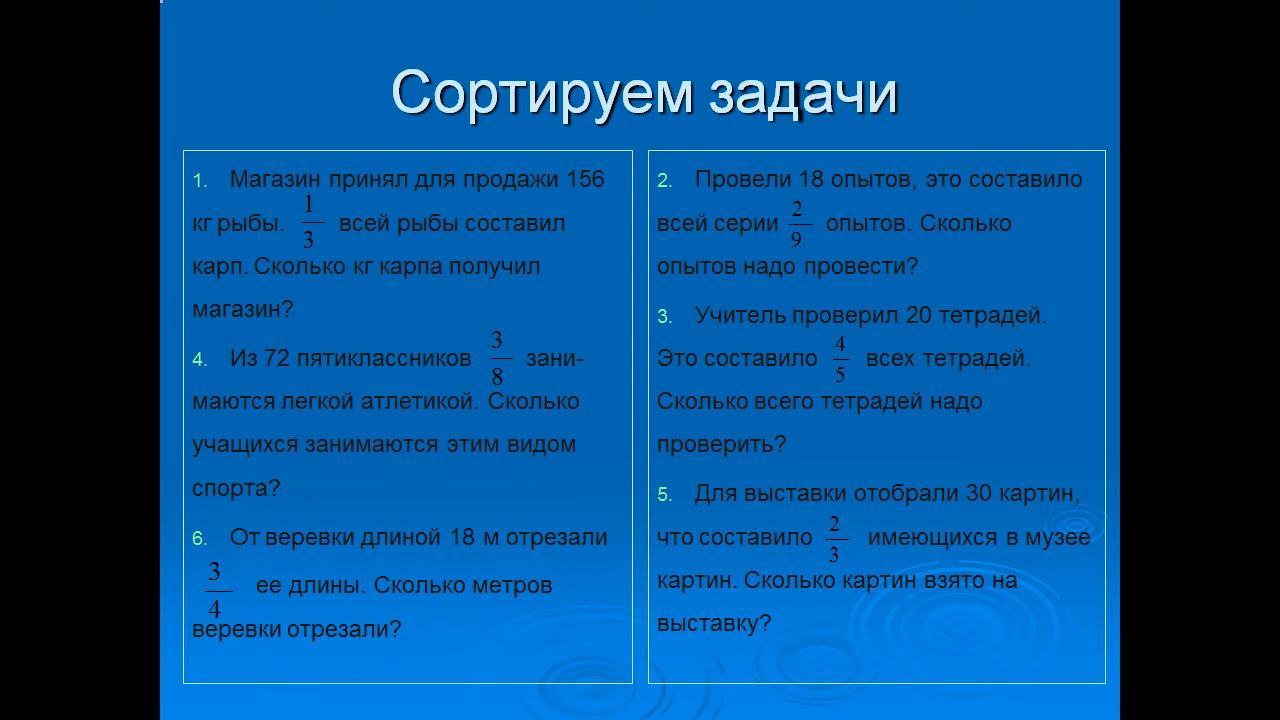 Сортируем задачи
1. Магазин принял для продажи 156
кг рыбы. 1/3 всей рыбы составил
карп. Сколько кг карпа получил
магазин?
4. Из 72 пятиклассников 3/8 зани-
маются легкой атлетикой. Сколько
учащихся занимаются этим видом
спорта?
6. От веревки длиной 18 м отрезали
3/4 ее длины. Сколько метров
веревки отрезали?
2. Провели 18 опытов, это составило
всей серии 2/9 опытов. Сколько
опытов надо провести?
3. Учитель проверил 20 тетрадей.
Это составило 4/5 всех тетрадей.
Сколько всего тетрадей надо
проверить?
5. Для выставки отобрали 30 картин,
что составило 2/3 имеющихся в музее
картин. Сколько картин взято на
выставку?